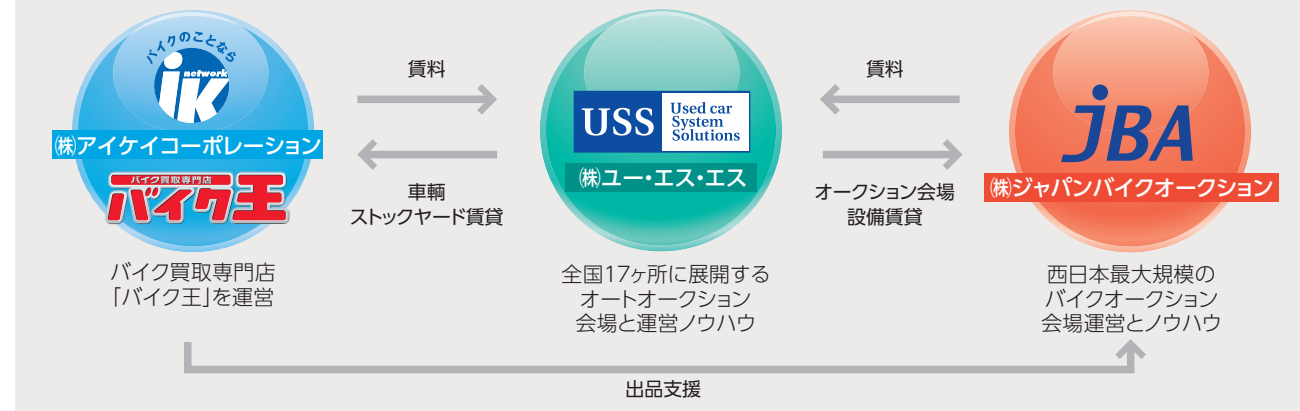 バイクのことなら
network
iK
㈱アイケイコーポレーション
バイク買取専門店
バイク王
バイク買取専門店
「バイク王」を運営
賃料
車輌
ストックヤード賃貸
USS
Used car
System
Solutions
㈱ユー・エス・エス
全国17ヶ所に展開する
オートオークション
会場と運営ノウハウ
賃料
オークション会場
設備賃貸
JBA
㈱ジャパンバイクオークション
西日本最大規模の
バイクオークション
会場運営とノウハウ
出品支援